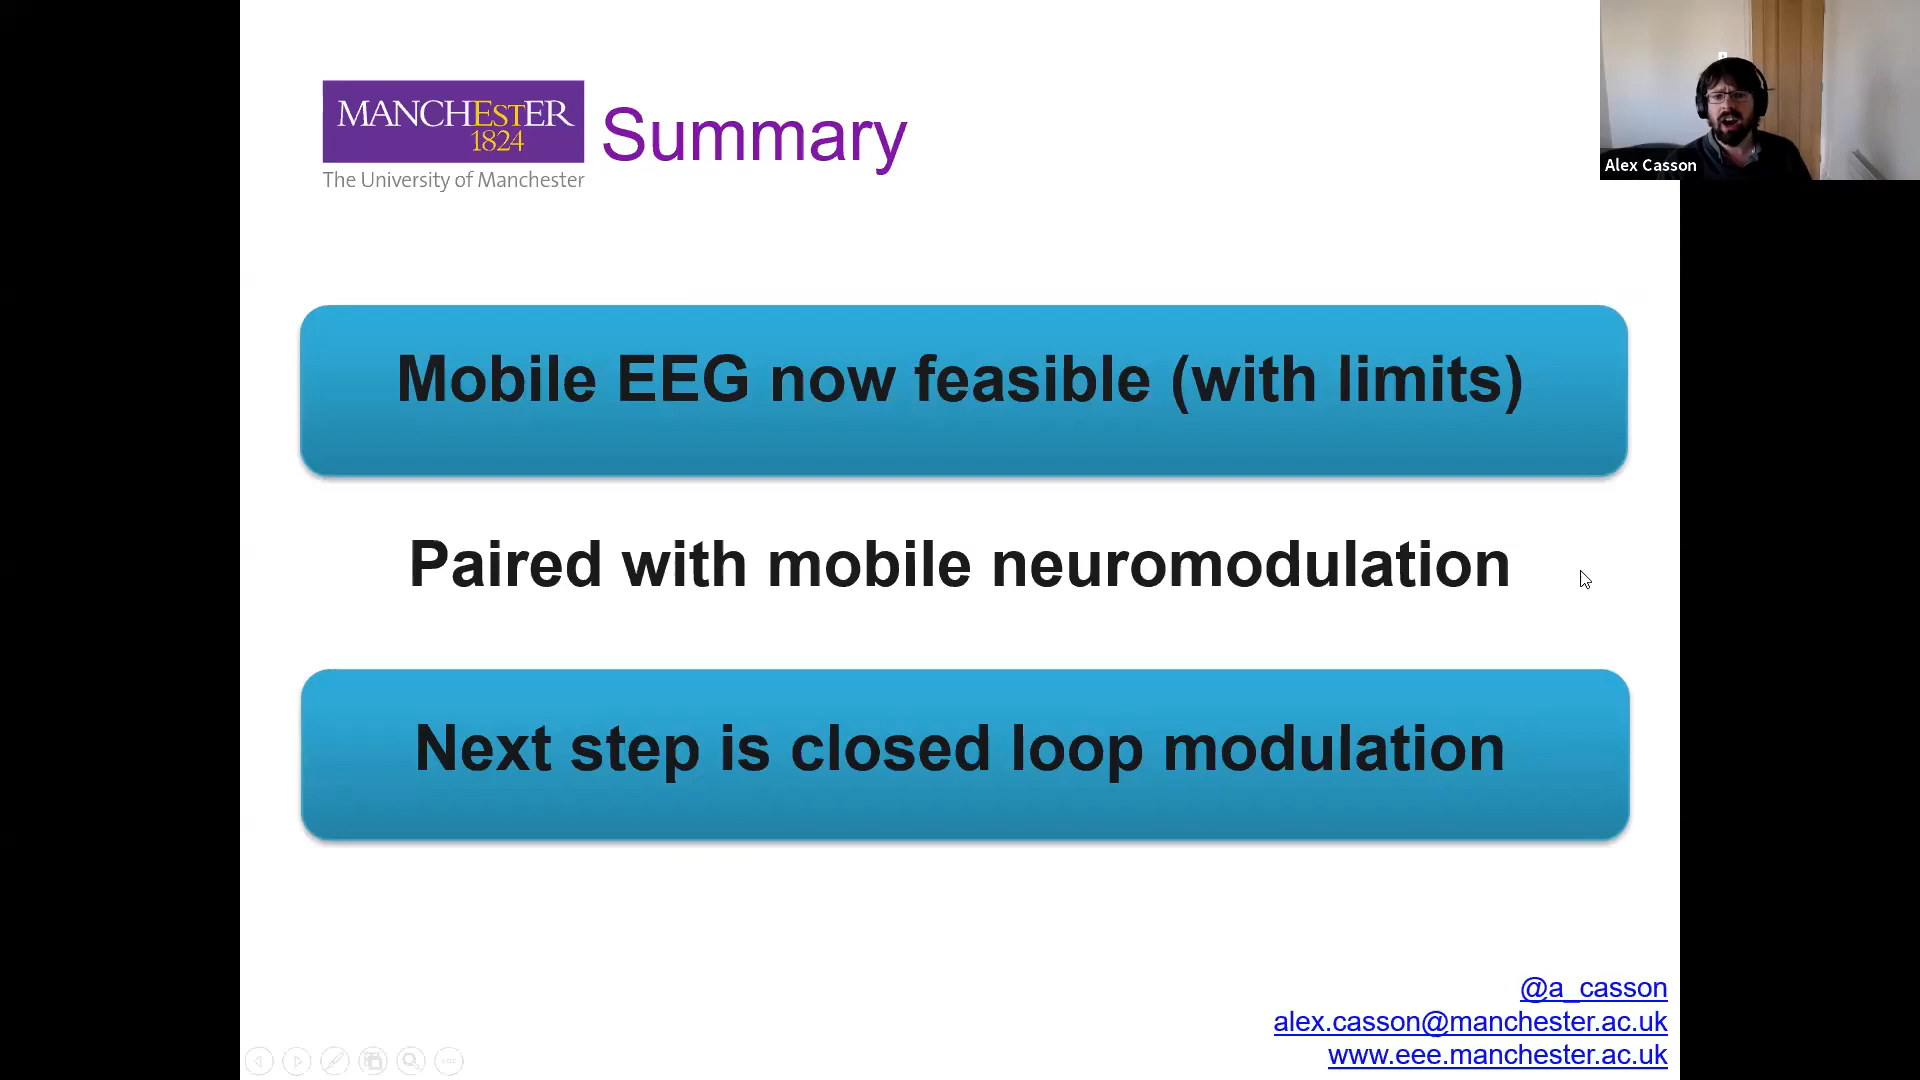 MANCHEsTER
1824
The University of Manchester
Summary
Alex Casson
Mobile EEG now feasible (with limits)
Paired with mobile neuromodulation
Next step is closed loop modulation
@a_casson
alex.casson@manchester.ac.uk
www.eee.manchester.ac.uk